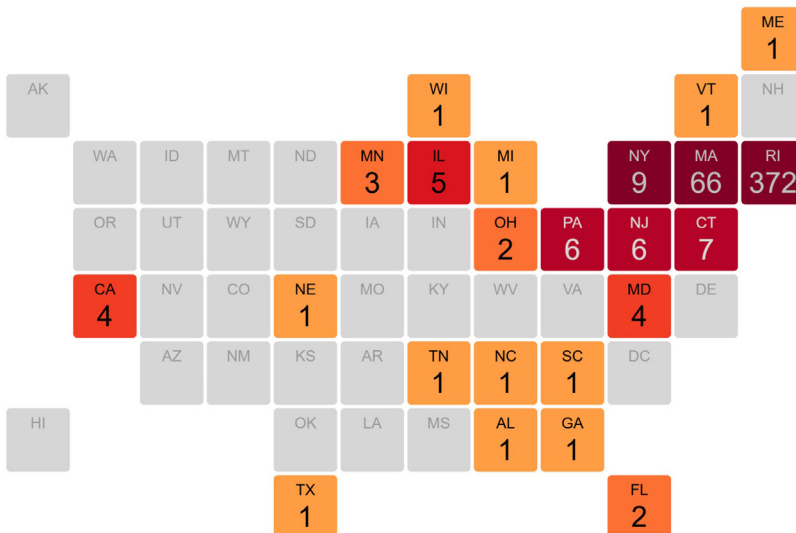 ME
1
AK WI VT NH
1 1
WA ID MT ND MN IL MI NY MA RI
3 5 1 9 66 372
OR UT WY SD IA IN OH PA NJ CT
2 6 6 7
CA NV CO NE MO KY WV VA MD DE
4 1 4
AZ NM KS AR TN NC SC DC
1 1 1
HI OK LA MS AL GA
1 1
TX FL
1 2